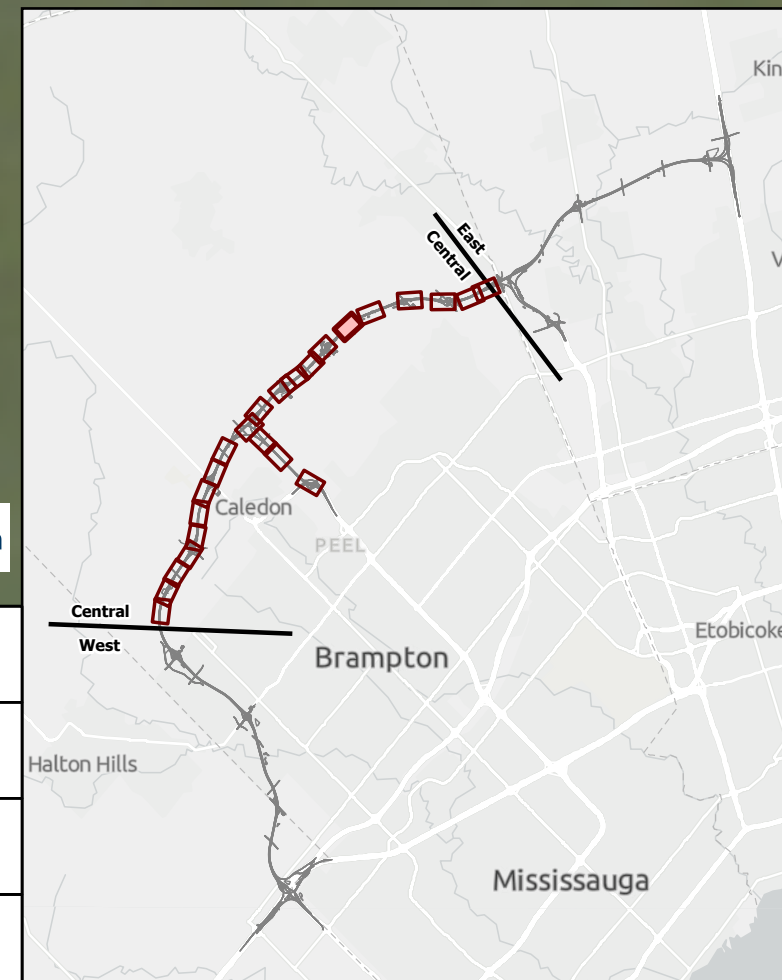 Kin
East
Central
V
Caledon
PEEL
Central
West
Etobicoke
Brampton
Halton Hills
Mississauga